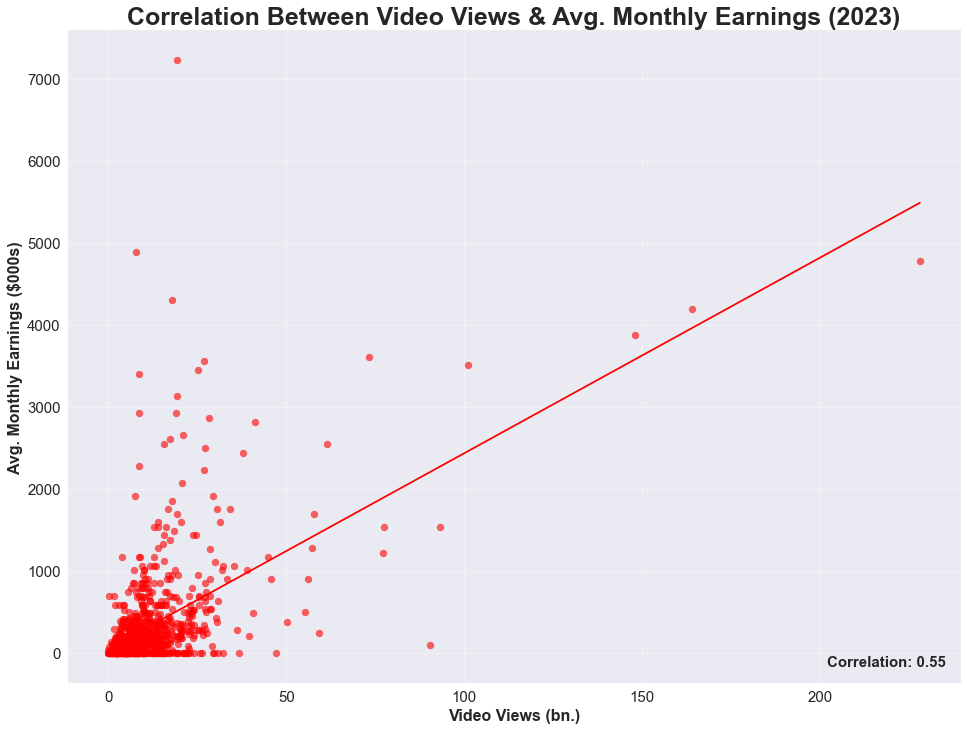 Correlation Between Video Views & Avg. Monthly Earnings (2023)
7000
6000
5000
4000
3000
2000
1000
0
Avg. Monthly Earnings ($000s)
Correlation: 0.55
0 50 100 150 200
Video Views (bn.)